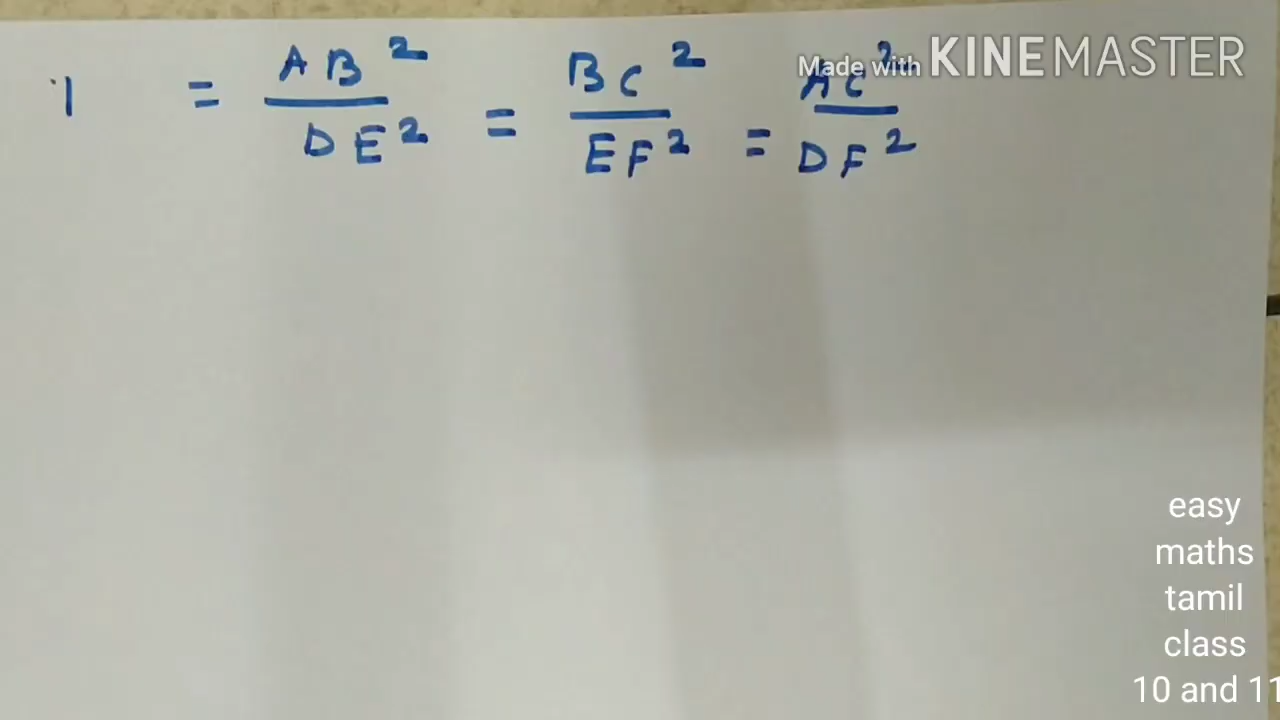 1 = AB² / DE² = BC² / EF² = AC² / DF²
Made with KINEMASTER
easy
maths
tamil
class
10 and 11